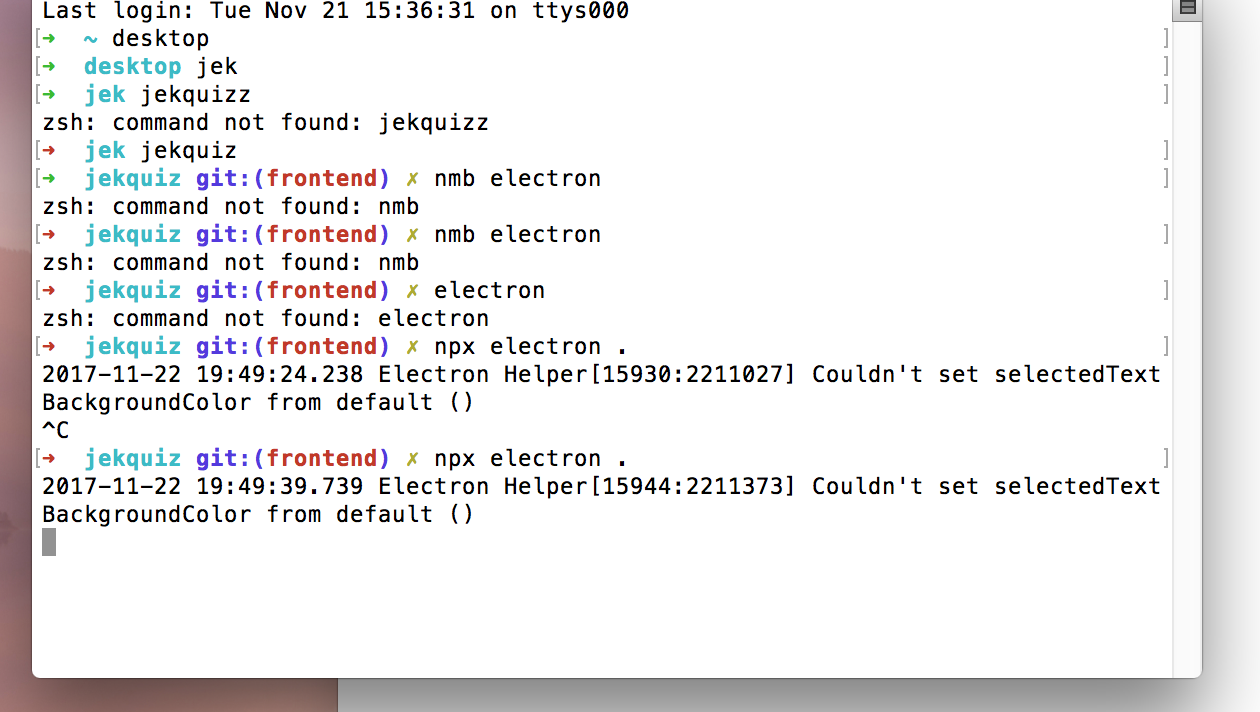 Last login: Tue Nov 21 15:36:31 on ttys000
[➜  ~ desktop ]
[➜  desktop jek ]
[➜  jek jekquizz ]
zsh: command not found: jekquizz
[➜  jek jekquiz ]
[➜  jekquiz git:(frontend) ✗ nmb electron ]
zsh: command not found: nmb
[➜  jekquiz git:(frontend) ✗ nmb electron ]
zsh: command not found: nmb
[➜  jekquiz git:(frontend) ✗ electron ]
zsh: command not found: electron
[➜  jekquiz git:(frontend) ✗ npx electron . ]
2017-11-22 19:49:24.238 Electron Helper[15930:2211027] Couldn't set selectedText
BackgroundColor from default ()
^C
[➜  jekquiz git:(frontend) ✗ npx electron . ]
2017-11-22 19:49:39.739 Electron Helper[15944:2211373] Couldn't set selectedText
BackgroundColor from default ()